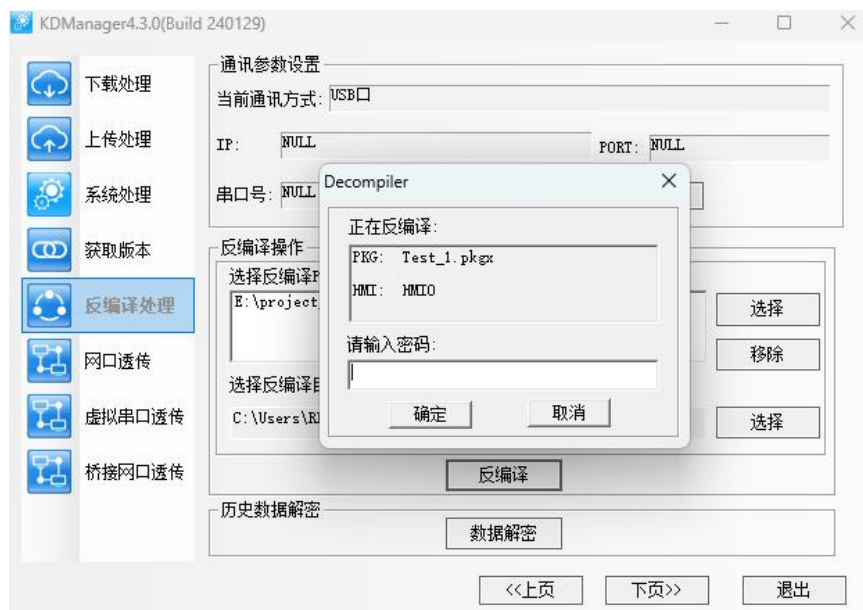 KDManager4.3.0(Build 240129)
下载处理
上传处理
系统处理
获取版本
反编译处理
网口透传
虚拟串口透传
桥接网口透传
通讯参数设置
当前通讯方式: USB口
IP: NULL
PORT: NULL
串口号: NULL
反编译操作
选择反编译
E:\project
选择
移除
选择反编译
C:\Users\
选择
反编译
历史数据解密
数据解密
<<上页
下页>>
退出
Decompiler
正在反编译:
PKG: Test_1.pkgx
HMI: HMI0
请输入密码:
确定
取消